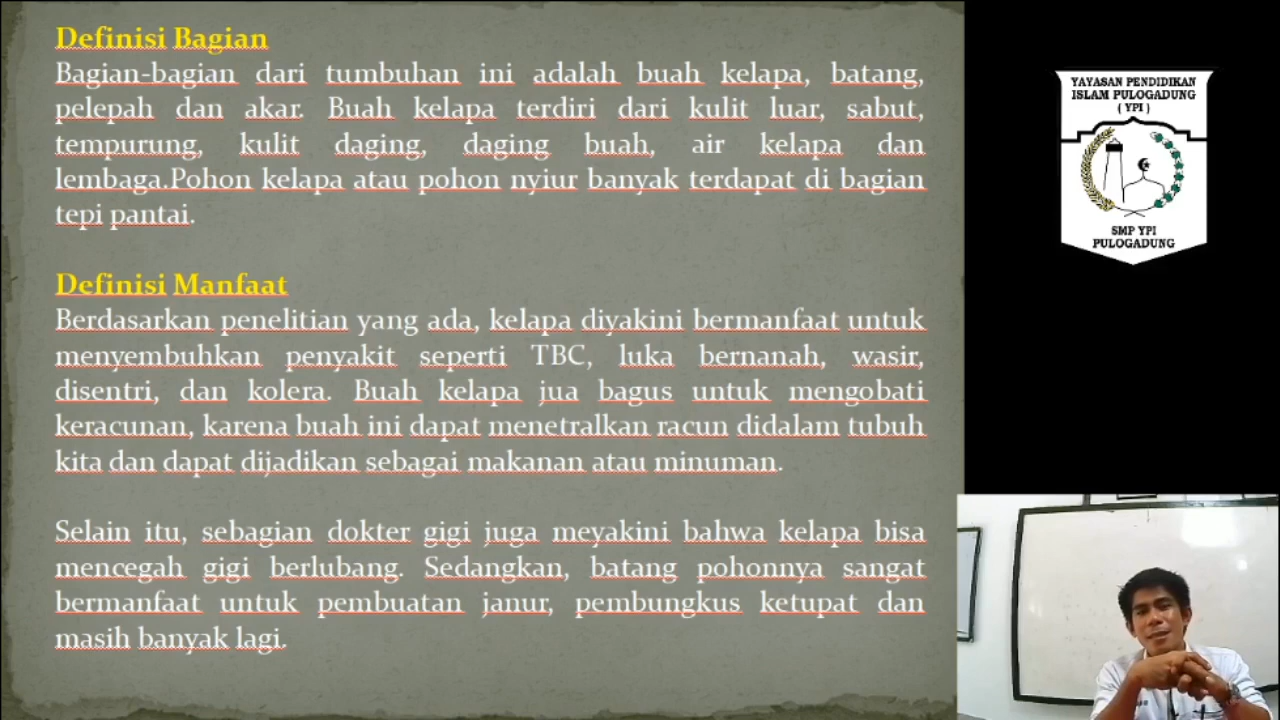 Definisi Bagian
Bagian-bagian dari tumbuhan ini adalah buah kelapa, batang,
pelepah dan akar. Buah kelapa terdiri dari kulit luar, sabut,
tempurung, kulit daging, daging buah, air kelapa dan
lembaga.Pohon kelapa atau pohon nyiur banyak terdapat di bagian
tepi pantai.
Definisi Manfaat
Berdasarkan penelitian yang ada, kelapa diyakini bermanfaat untuk
menyembuhkan penyakit seperti TBC, luka bernanah, wasir,
disentri, dan kolera. Buah kelapa jua bagus untuk mengobati
keracunan, karena buah ini dapat menetralkan racun didalam tubuh
kita dan dapat dijadikan sebagai makanan atau minuman.
Selain itu, sebagian dokter gigi juga meyakini bahwa kelapa bisa
mencegah gigi berlubang. Sedangkan, batang pohonnya sangat
bermanfaat untuk pembuatan janur, pembungkus ketupat dan
masih banyak lagi.
YAYASAN PENDIDIKAN
ISLAM PULOGADUNG
( YPI )
SMP YPI
PULOGADUNG